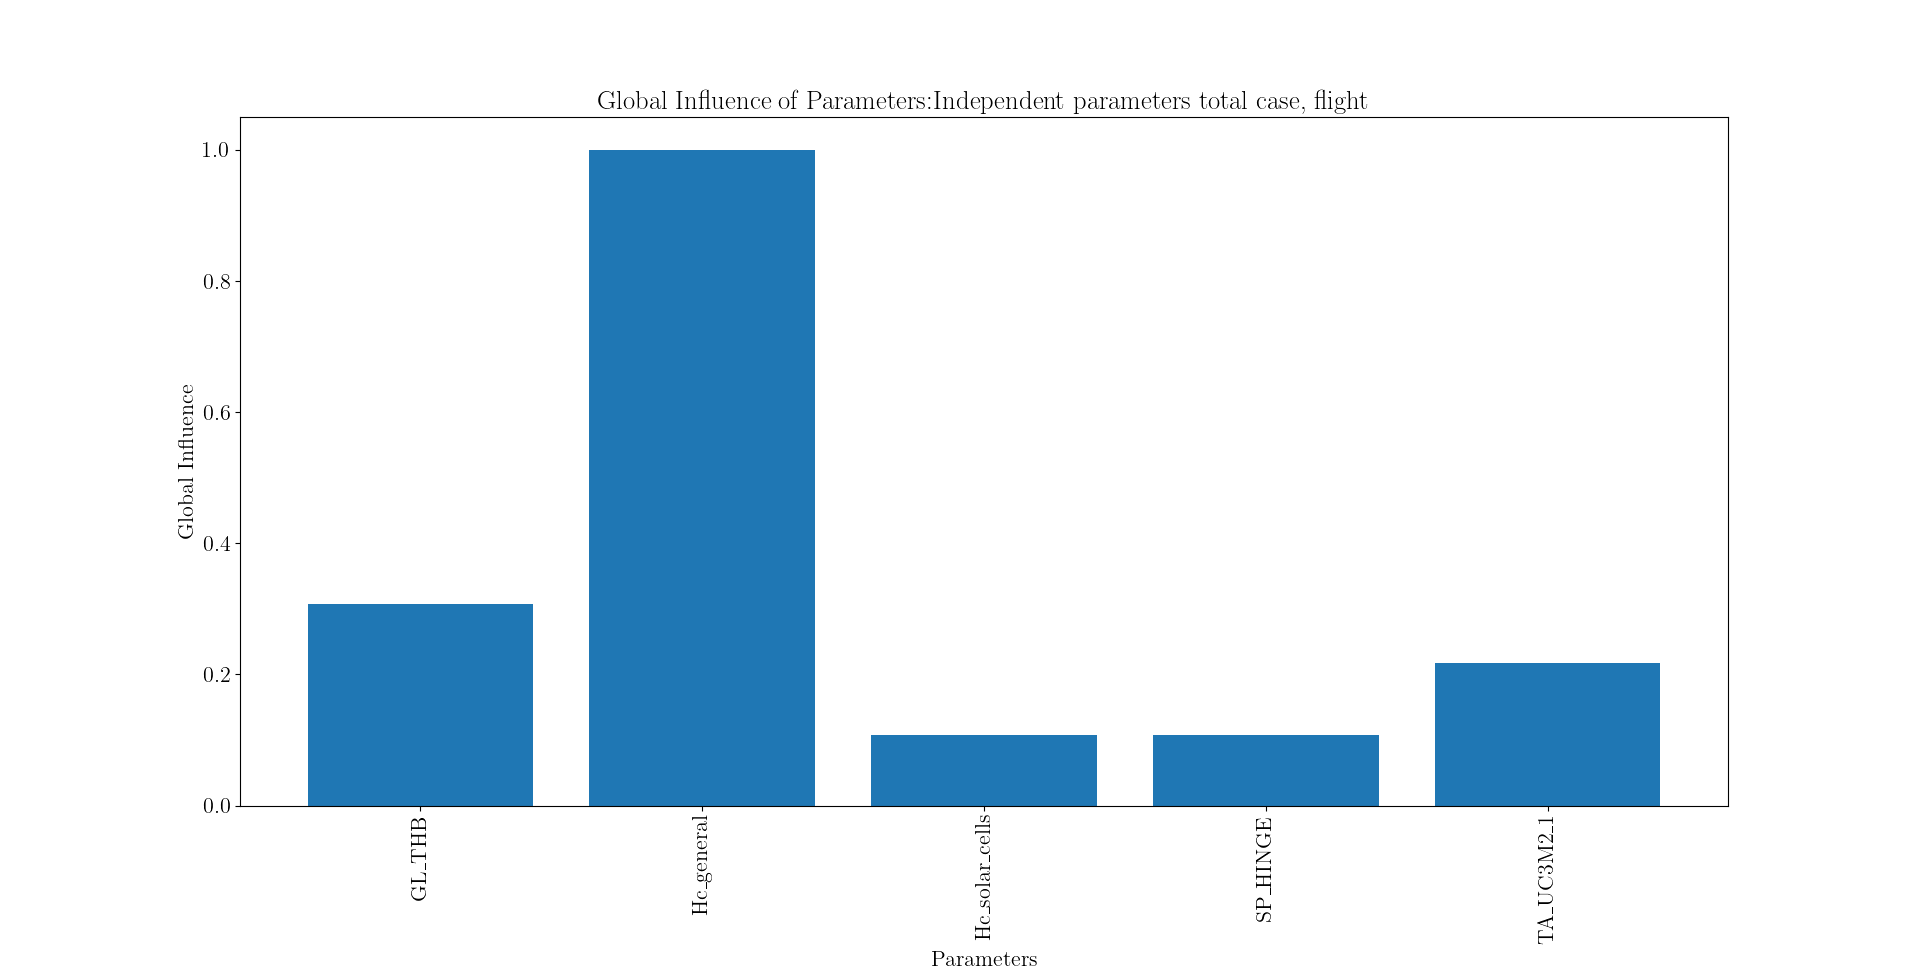 Global Influence of Parameters:Independent parameters total case, flight
1.0
0.8
0.6
0.4
0.2
0.0
Global Influence
GL_THB
Hc_general
Hc_solar_cells
SP_HINGE
TA_UC3M2_1
Parameters